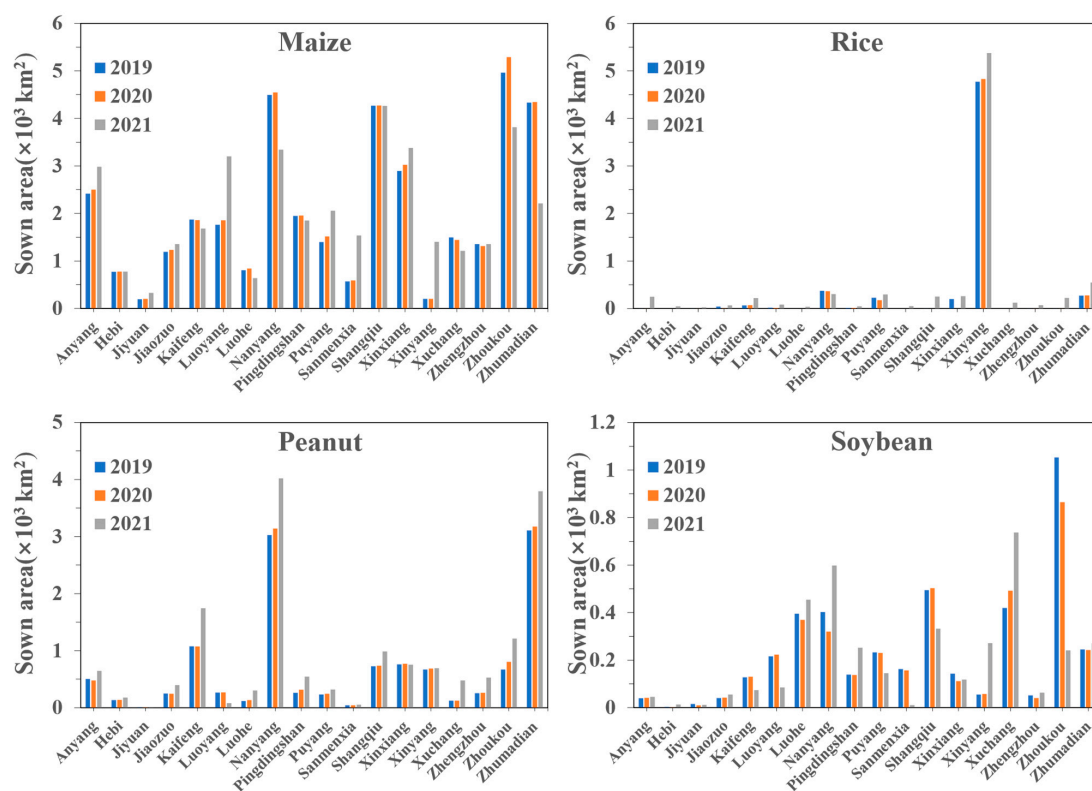 Maize
Sown area(×10³ km²)
6
5
4
3
2
1
0
2019
2020
2021
Anyang
Hebi
Jiyuan
Jiaozuo
Kaifeng
Luoyang
Luohe
Nanyang
Pingdingshan
Puyang
Sanmenxia
Shangqiu
Xinxiang
Xinyang
Xuchang
Zhengzhou
Zhoukou
Zhumadian
Rice
Sown area(×10³ km²)
6
5
4
3
2
1
0
2019
2020
2021
Anyang
Hebi
Jiyuan
Jiaozuo
Kaifeng
Luoyang
Luohe
Nanyang
Pingdingshan
Puyang
Sanmenxia
Shangqiu
Xinxiang
Xinyang
Xuchang
Zhengzhou
Zhoukou
Zhumadian
Peanut
Sown area(×10³ km²)
5
4
3
2
1
0
2019
2020
2021
Anyang
Hebi
Jiyuan
Jiaozuo
Kaifeng
Luoyang
Luohe
Nanyang
Pingdingshan
Puyang
Sanmenxia
Shangqiu
Xinxiang
Xinyang
Xuchang
Zhengzhou
Zhoukou
Zhumadian
Soybean
Sown area(×10³ km²)
1.2
1
0.8
0.6
0.4
0.2
0
2019
2020
2021
Anyang
Hebi
Jiyuan
Jiaozuo
Kaifeng
Luoyang
Luohe
Nanyang
Pingdingshan
Puyang
Sanmenxia
Shangqiu
Xinxiang
Xinyang
Xuchang
Zhengzhou
Zhoukou
Zhumadian